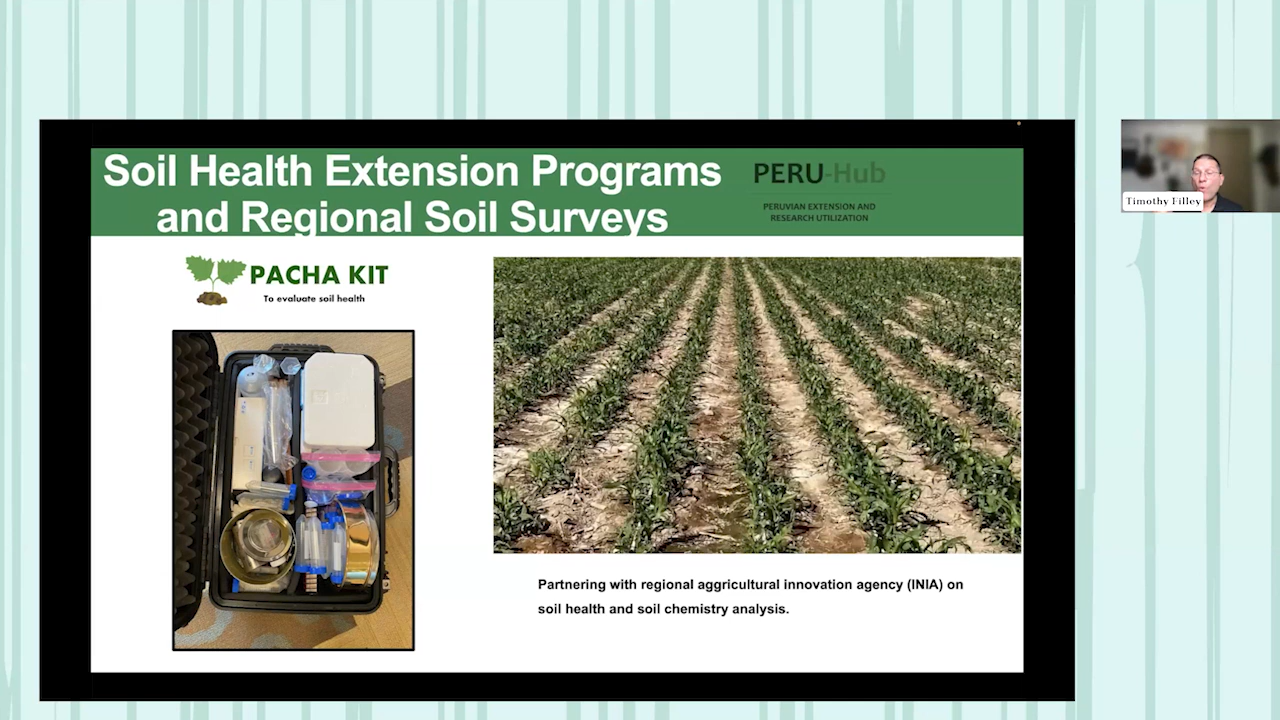 Soil Health Extension Programs
and Regional Soil Surveys
PERU-Hub
PERUVIAN EXTENSION AND
RESEARCH UTILIZATION
PACHA KIT
To evaluate soil health
Partnering with regional aggricultural innovation agency (INIA) on
soil health and soil chemistry analysis.
Timothy Filley